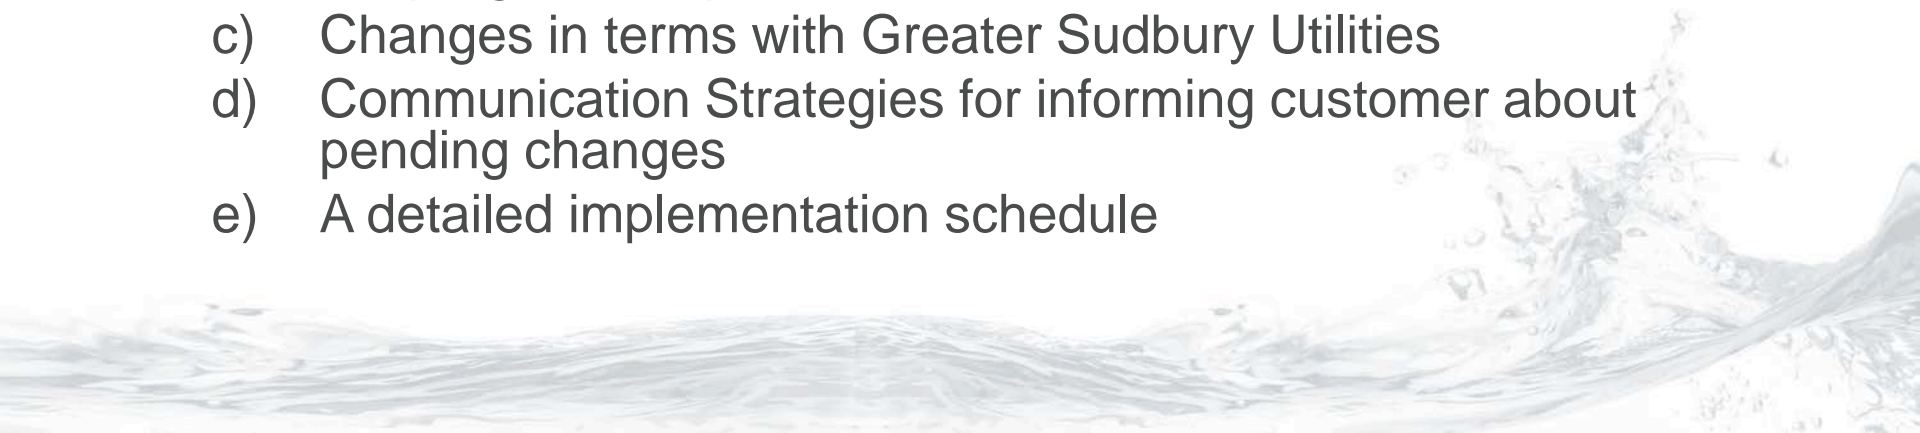 c) Changes in terms with Greater Sudbury Utilities
d) Communication Strategies for informing customer about
pending changes
e) A detailed implementation schedule